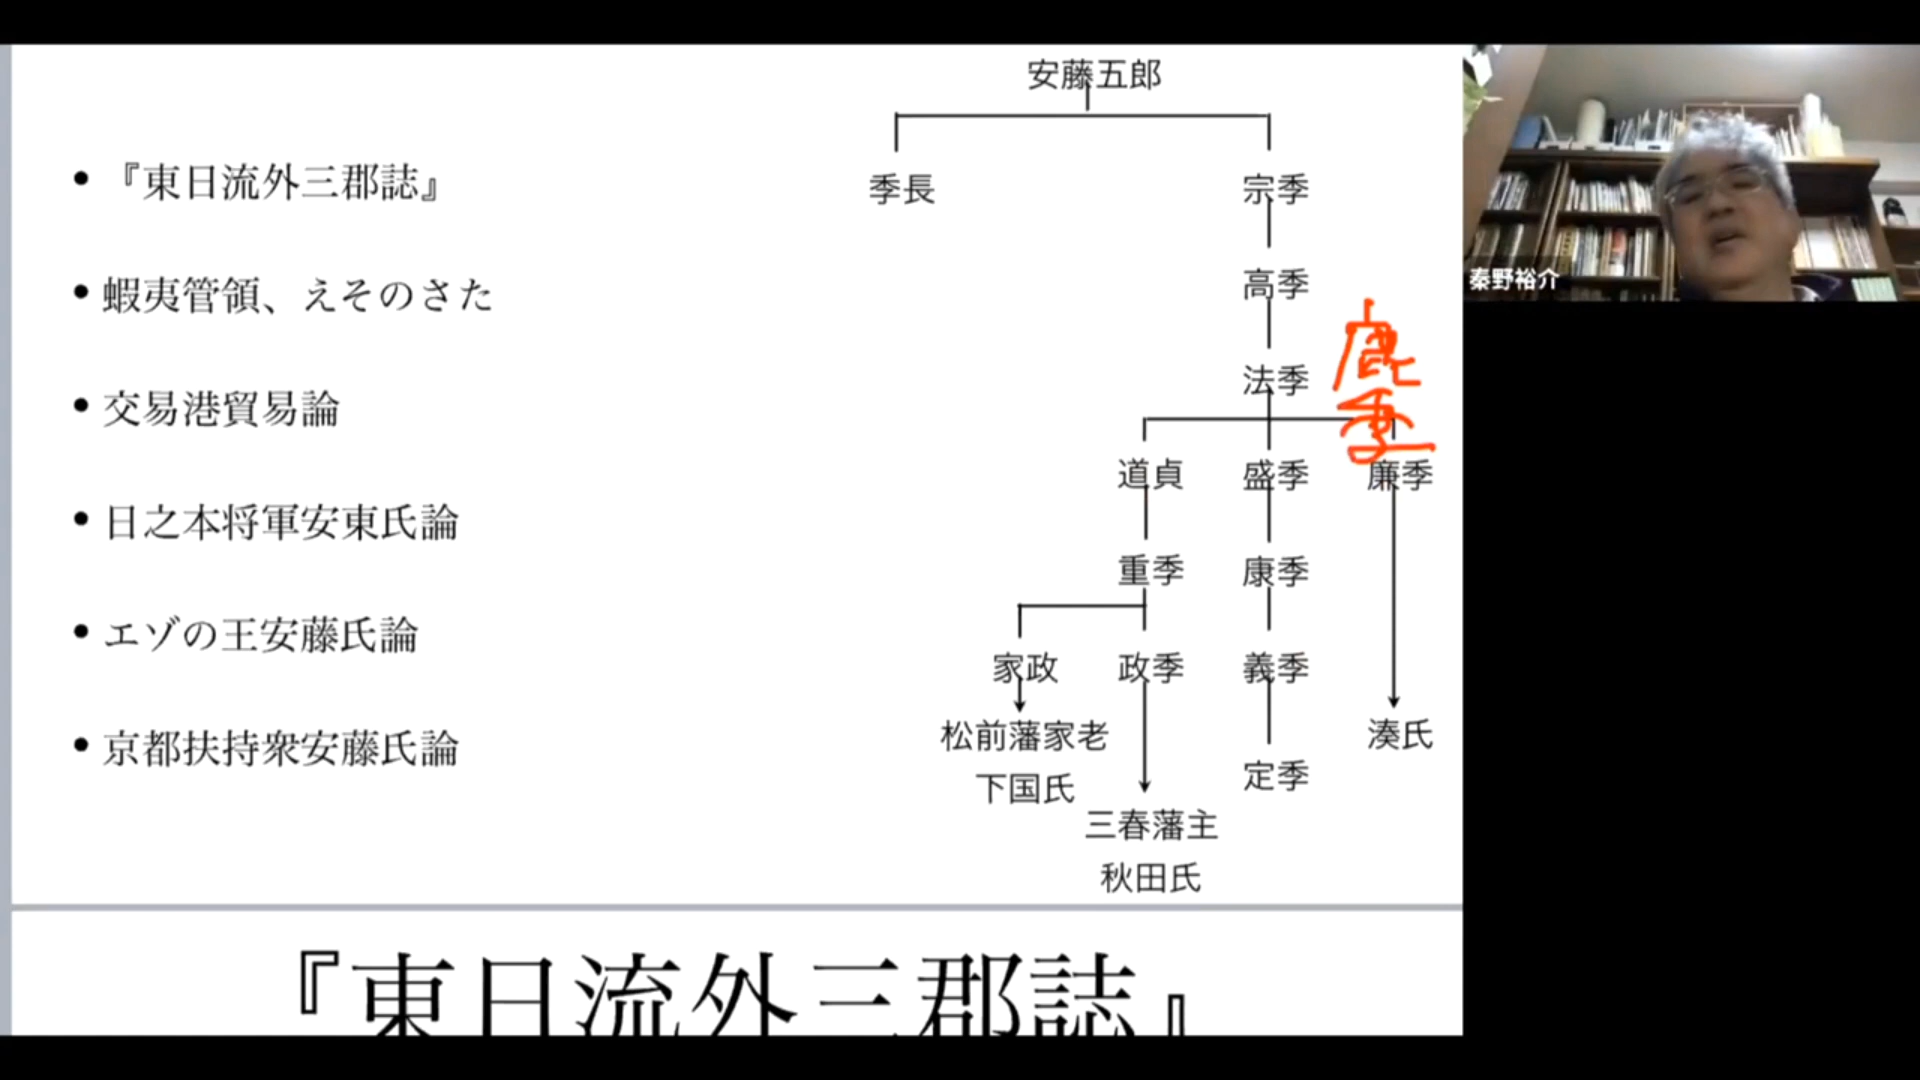 • 『東日流外三郡誌』
• 蝦夷管領、えそのさた
• 交易港貿易論
• 日之本将軍安東氏論
• エゾの王安藤氏論
• 京都扶持衆安藤氏論
安藤五郎
季長 宗季
高季
法季
鹿季
道貞 盛季 廉季
重季 康季
家政 政季 義季
松前藩家老
下国氏
湊氏
定季
三春藩主
秋田氏
『東日流外三郡誌』
秦野裕介